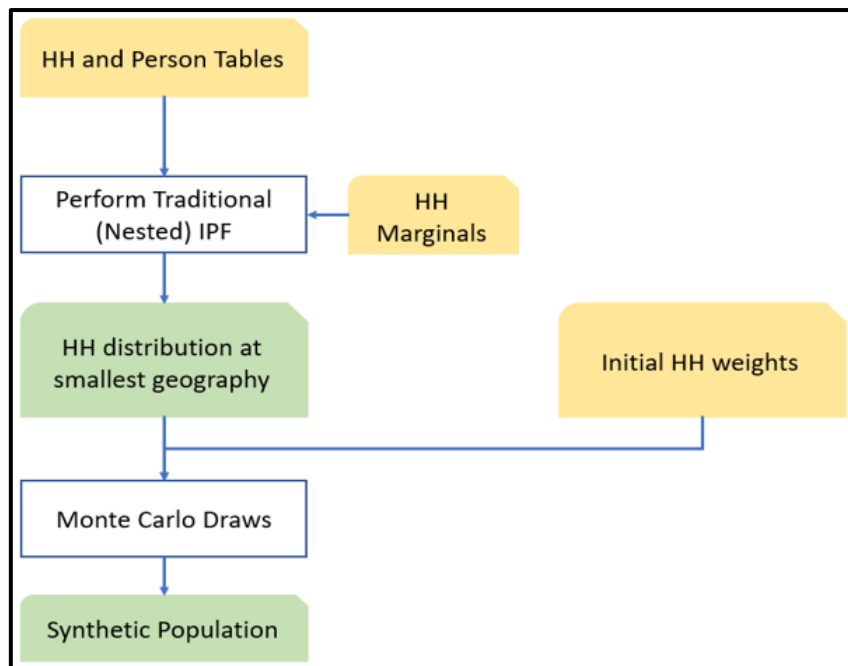 HH and Person Tables
Perform Traditional
(Nested) IPF
HH
Marginals
HH distribution at
smallest geography
Initial HH weights
Monte Carlo Draws
Synthetic Population